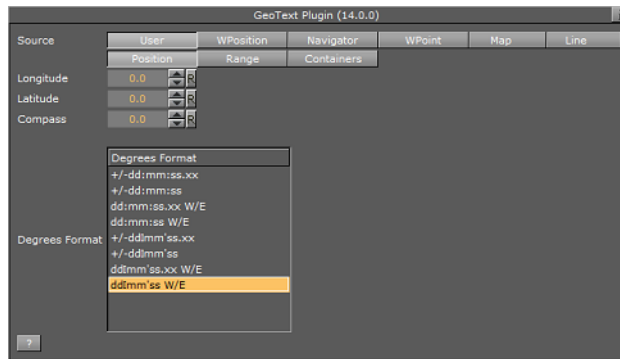 GeoText Plugin (14.0.0)
Source User WPosition Navigator WPoint Map Line
Position Range Containers
Longitude 0.0 R
Latitude 0.0 R
Compass 0.0 R
Degrees Format
+/-dd:mm:ss.xx
+/-dd:mm:ss
dd:mm:ss.xx W/E
dd:mm:ss W/E
Degrees Format +/-ddImm'ss.xx
+/-ddImm'ss
ddImm'ss.xx W/E
ddImm'ss W/E
?